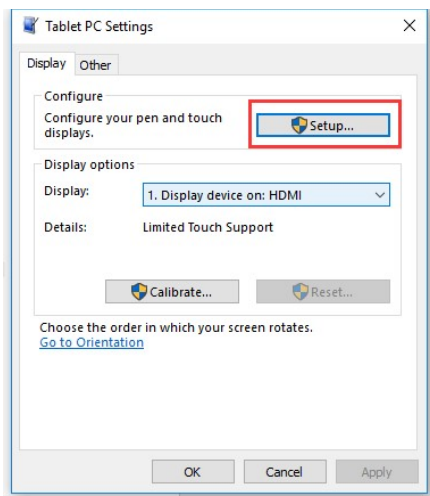 Tablet PC Settings
Display Other
Configure
Configure your pen and touch
displays.
Setup...
Display options
Display: 1. Display device on: HDMI
Details: Limited Touch Support
Calibrate... Reset...
Choose the order in which your screen rotates.
Go to Orientation
OK Cancel Apply